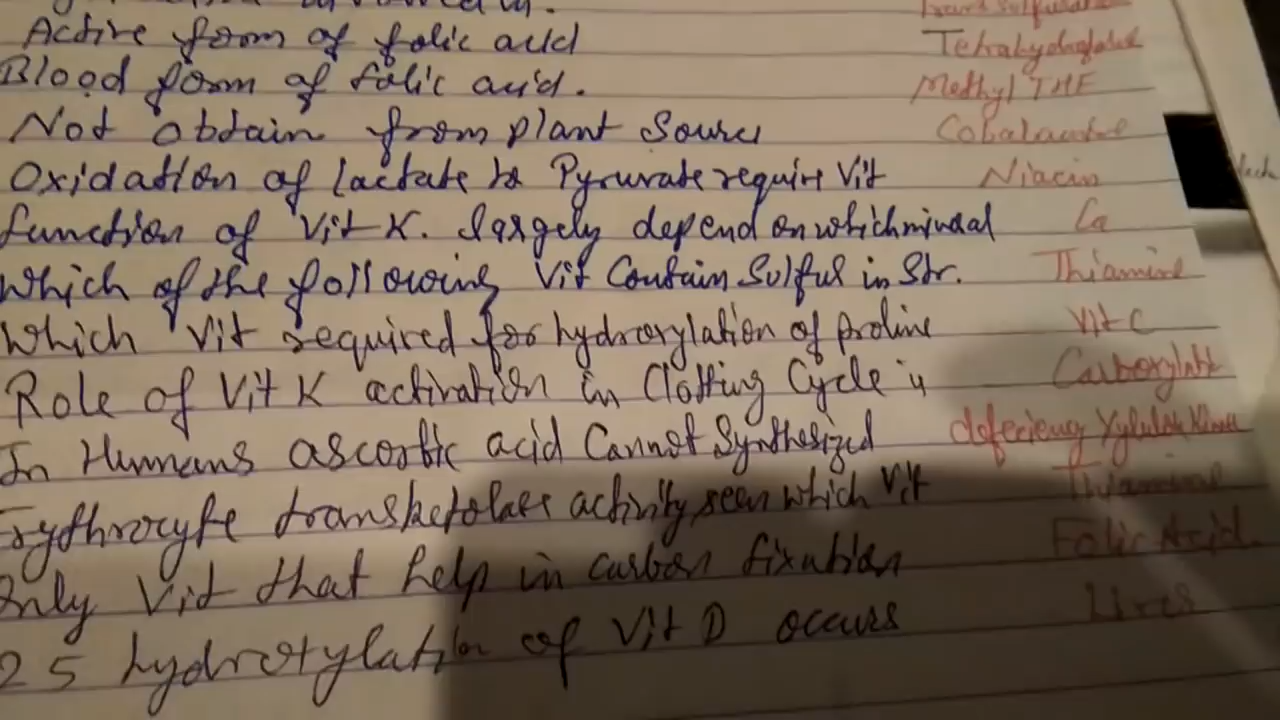 Active form of folic acid Tetrahydrofolate
Blood form of folic acid. Methyl THF
Not obtain from plant Source Cobalamine
Oxidation of lactate to Pyruvate require Vit Niacin
function of Vit K. largely depend on which mineral Ca
which of the following Vit Contain Sulfur in Str. Thiamine
which Vit required for hydroxylation of proline Vit C
Role of Vit K activation in Clotting Cycle is Carboxylatn
In Humans ascorbic acid Cannot Synthesized
Erythrocyte transketolase activity seen which Vit Thiamine
Only Vit that help in carbon fixation Folic Acid.
25 hydroxylation of Vit D occurs Liver